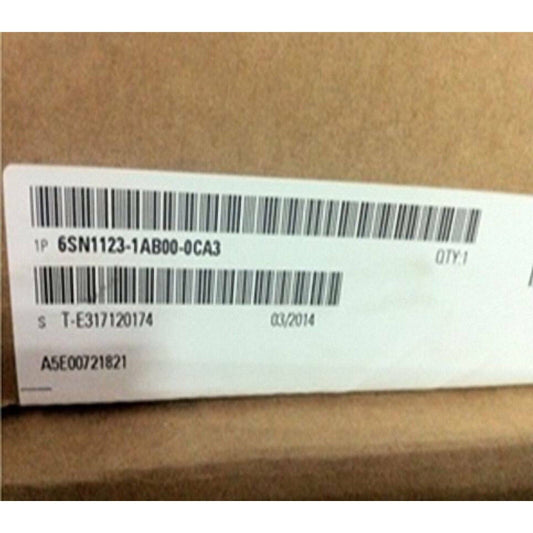 1P 6SN1123-1AB00-0CA3 QTY:1
S T-E317120174 03/2014
A5E00721821